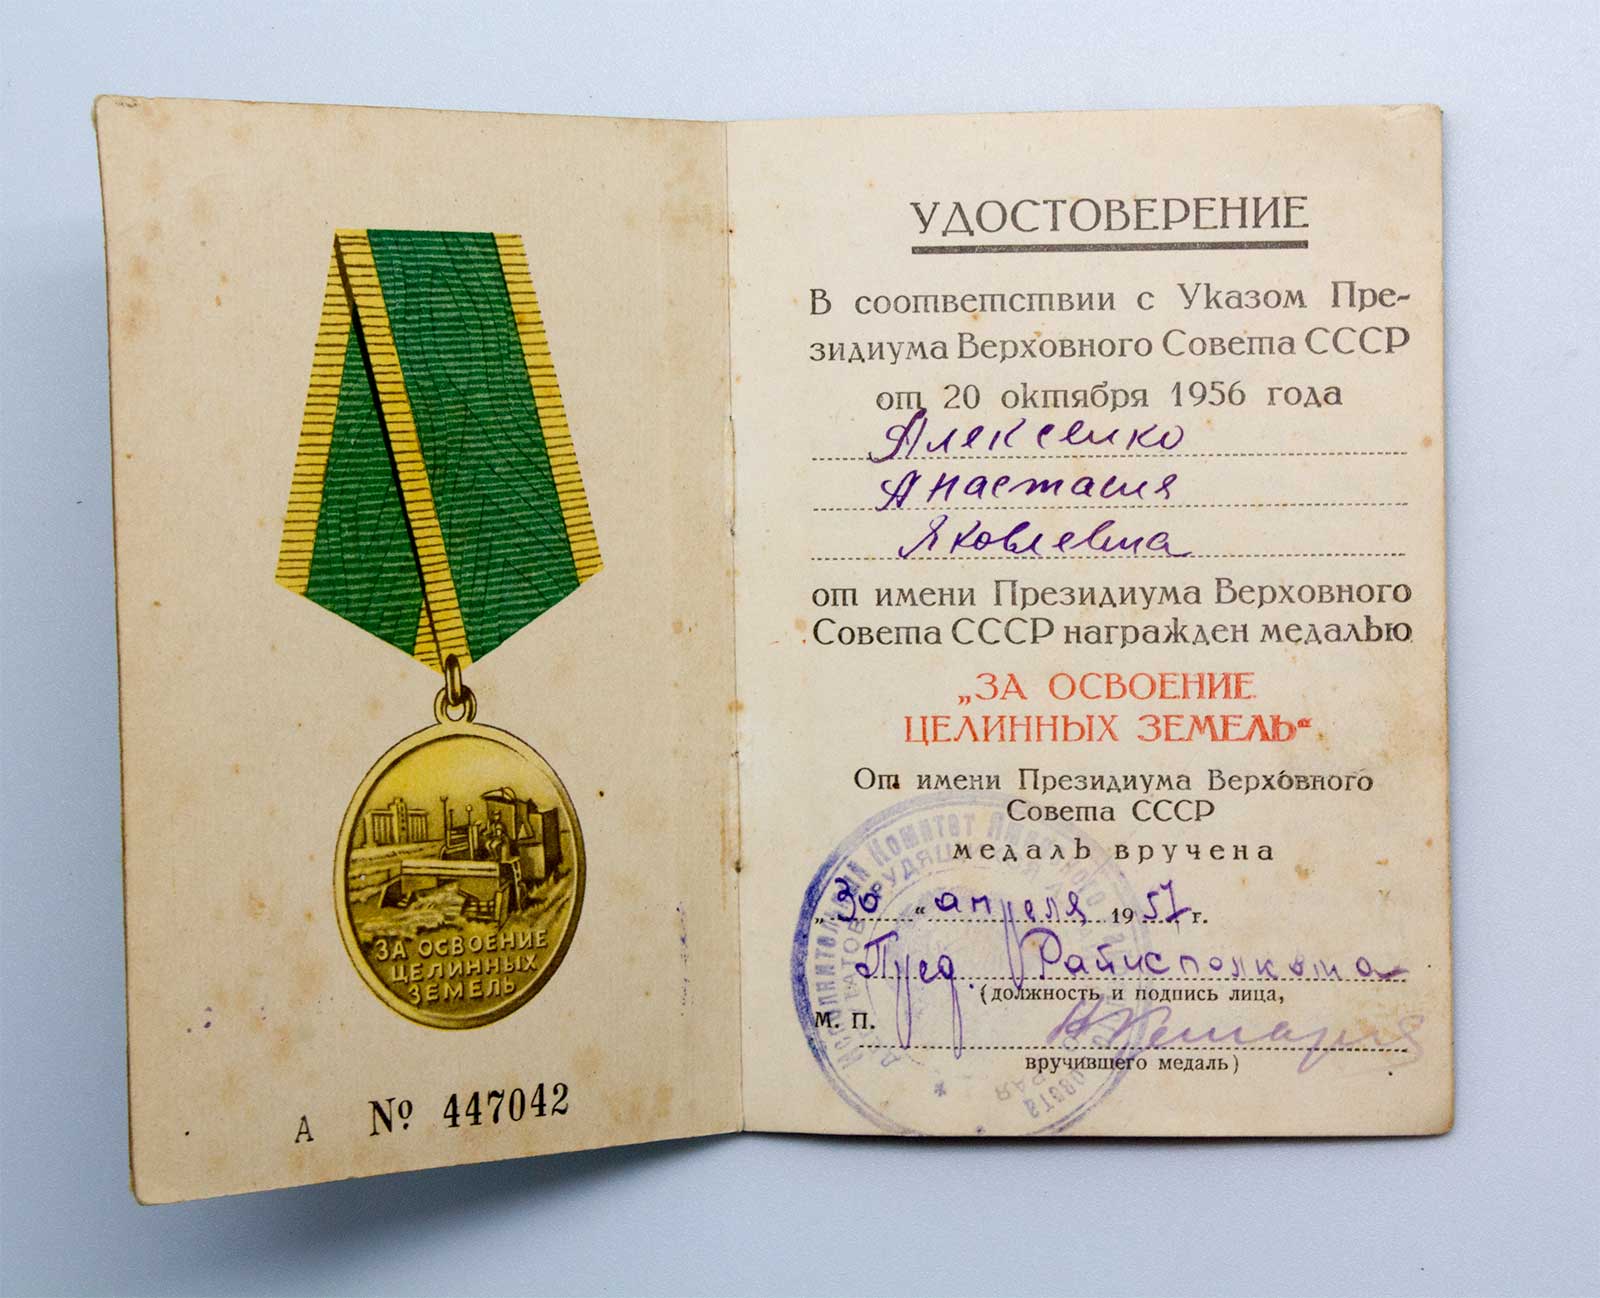 ЗА ОСВОЕНИЕ
ЦЕЛИННЫХ
ЗЕМЕЛЬ
А № 447042
УДОСТОВЕРЕНИЕ
В соответствии с Указом Пре-
зидиума Верховного Совета СССР
от 20 октября 1956 года
Алексенко
Анастасия
Яковлевна
от имени Президиума Верховного
Совета СССР награжден медалью
„ЗА ОСВОЕНИЕ
ЦЕЛИННЫХ ЗЕМЕЛЬ“
От имени Президиума Верховного
Совета СССР
медаль вручена
„30“ апреля 1957 г.
Пред. Райисполкома
(должность и подпись лица,
М. П.
вручившего медаль)
Исполнительный Комитет